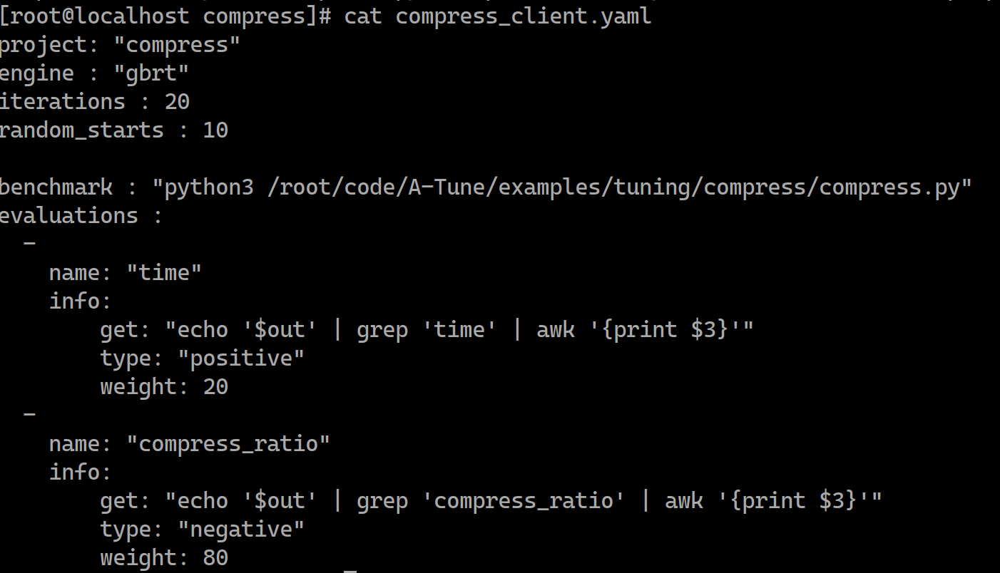 [root@localhost compress]# cat compress_client.yaml
project: "compress"
engine : "gbrt"
iterations : 20
random_starts : 10

benchmark : "python3 /root/code/A-Tune/examples/tuning/compress/compress.py"
evaluations :
  -
    name: "time"
    info:
        get: "echo '$out' | grep 'time' | awk '{print $3}'"
        type: "positive"
        weight: 20
  -
    name: "compress_ratio"
    info:
        get: "echo '$out' | grep 'compress_ratio' | awk '{print $3}'"
        type: "negative"
        weight: 80